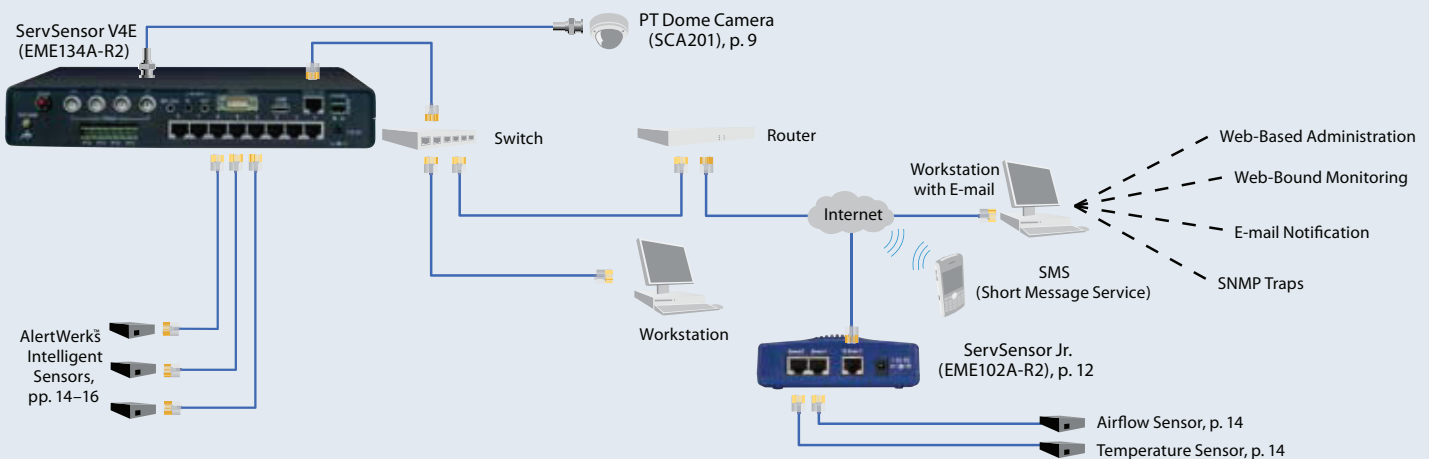 ServSensor V4E
(EME134A-R2)
PT Dome Camera
(SCA201), p. 9
Switch
Router
Workstation
with E-mail
Internet
Web-Based Administration
Web-Bound Monitoring
E-mail Notification
SNMP Traps
SMS
(Short Message Service)
Workstation
AlertWerks™
Intelligent
Sensors,
pp. 14–16
ServSensor Jr.
(EME102A-R2), p. 12
Airflow Sensor, p. 14
Temperature Sensor, p. 14